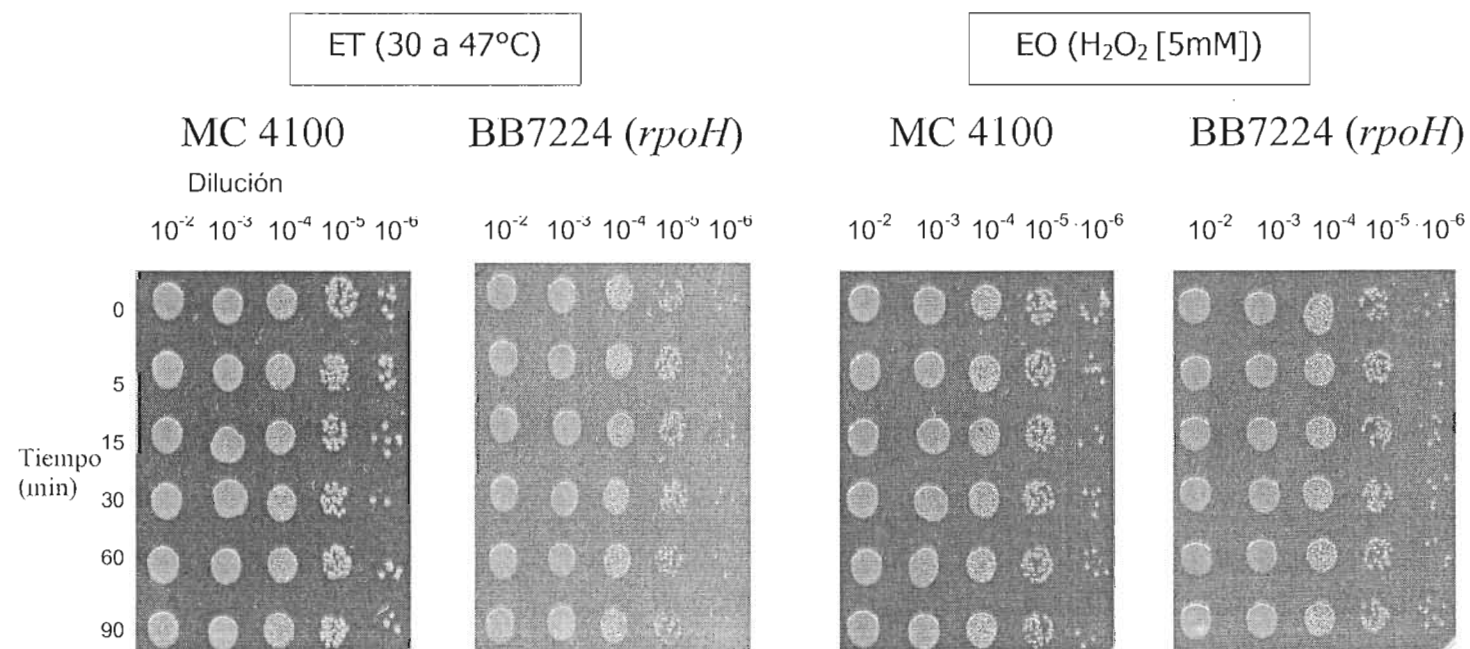 ET (30 a 47°C)
EO (H₂O₂ [5mM])
MC 4100
BB7224 (rpoH)
MC 4100
BB7224 (rpoH)
Dilución
10⁻² 10⁻³ 10⁻⁴ 10⁻⁵ 10⁻⁶
10⁻² 10⁻³ 10⁻⁴ 10⁻⁵ 10⁻⁶
10⁻² 10⁻³ 10⁻⁴ 10⁻⁵ 10⁻⁶
10⁻² 10⁻³ 10⁻⁴ 10⁻⁵ 10⁻⁶
0
5
15
Tiempo
(min)
30
60
90